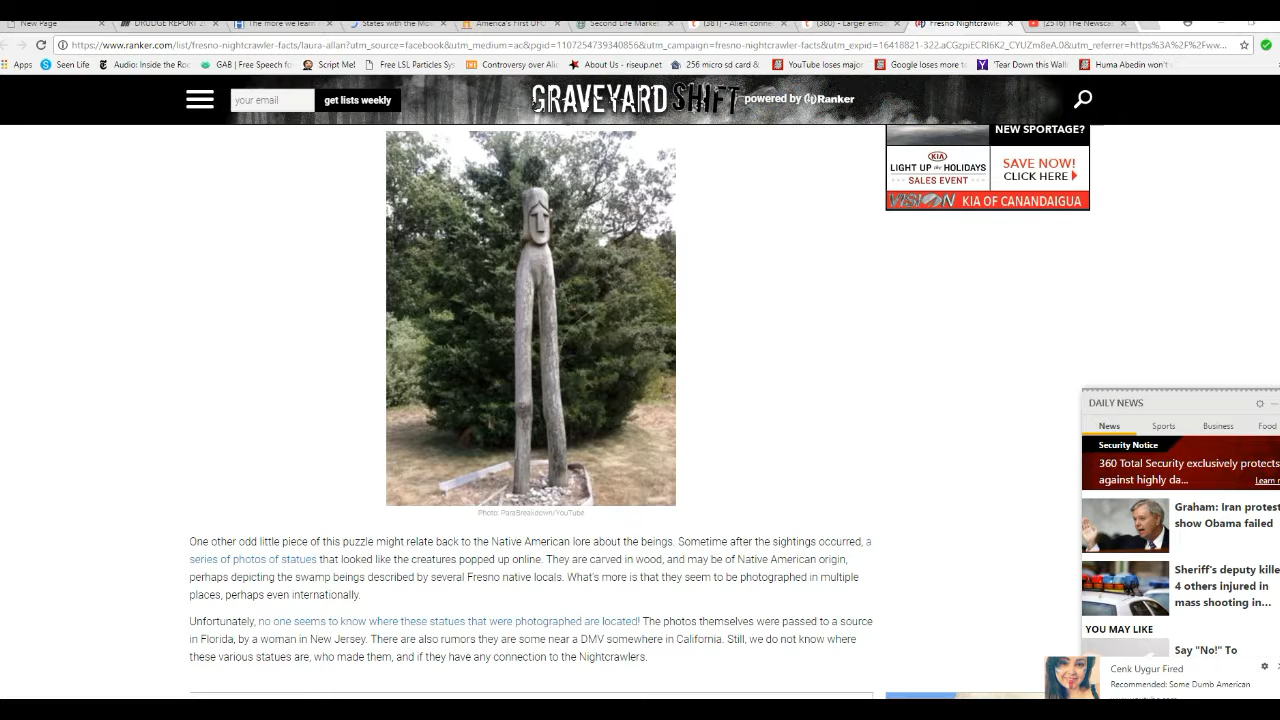 New Page
DRUDGE REPORT 2
The more we learn
States with the Mo
America's First UFC
Second Life Market
(381) - Alien conne
(380) - Larger emo
Fresno Nightcrawle
(2516) The Newsca
https://www.ranker.com/list/fresno-nightcrawler-facts/laura-allan?utm_source=facebook&utm_medium=ac&pgid=1107254739340856&utm_campaign=fresno-nightcrawler-facts&utm_expid=16418821-322.aCGzpiECRI6K2_CYUZm8eA.0&utm_referrer=https%3A%2F%2Fww...
Apps
Seen Life
Audio: Inside the Ro
GAB | Free Speech fo
Script Mel
Free LSL Particles Sys
Controversy over Ali
About Us - riseup.net
256 micro sd card &
YouTube loses major
Google loses more t
'Tear Down this Wall
Huma Abedin won't
your email
get lists weekly
GRAVEYARD SHIFT
powered by Ranker
NEW SPORTAGE?
KIA
LIGHT UP the HOLIDAYS
SALES EVENT
SAVE NOW!
CLICK HERE
VISION KIA OF CANANDAIGUA
Photo: ParaBreakdown/YouTube
One other odd little piece of this puzzle might relate back to the Native American lore about the beings. Sometime after the sightings occurred, a
series of photos of statues that looked like the creatures popped up online. They are carved in wood, and may be of Native American origin,
perhaps depicting the swamp beings described by several Fresno native locals. What's more is that they seem to be photographed in multiple
places, perhaps even internationally.
Unfortunately, no one seems to know where these statues that were photographed are located! The photos themselves were passed to a source
in Florida, by a woman in New Jersey. There are also rumors they are some near a DMV somewhere in California. Still, we do not know where
these various statues are, who made them, and if they have any connection to the Nightcrawlers.
DAILY NEWS
News
Sports
Business
Food
Security Notice
360 Total Security exclusively protects
against highly da...
Learn
Graham: Iran protest
show Obama failed
Sheriff's deputy kille
4 others injured in
mass shooting in...
YOU MAY LIKE
Say "No!" To
Cenk Uygur Fired
Recommended: Some Dumb American